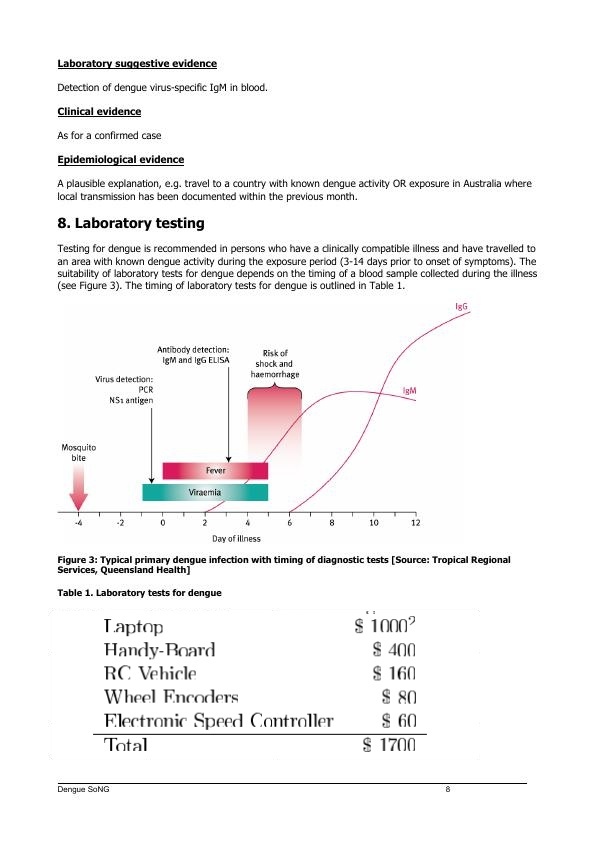 Laboratory suggestive evidence
Detection of dengue virus-specific IgM in blood.
Clinical evidence
As for a confirmed case
Epidemiological evidence
A plausible explanation, e.g. travel to a country with known dengue activity OR exposure in Australia where
local transmission has been documented within the previous month.
8. Laboratory testing
Testing for dengue is recommended in persons who have a clinically compatible illness and have travelled to
an area with known dengue activity during the exposure period (3-14 days prior to onset of symptoms). The
suitability of laboratory tests for dengue depends on the timing of a blood sample collected during the illness
(see Figure 3). The timing of laboratory tests for dengue is outlined in Table 1.
IgG
Antibody detection:
IgM and IgG ELISA
Risk of
shock and
haemorrhage
Virus detection:
PCR
NS1 antigen
IgM
Mosquito
bite
Fever
Viraemia
-4 -2 0 2 4 6 8 10 12
Day of illness
Figure 3: Typical primary dengue infection with timing of diagnostic tests [Source: Tropical Regional
Services, Queensland Health]
Table 1. Laboratory tests for dengue
Laptop $ 1000²
Handy-Board $ 400
RC Vehicle $ 160
Wheel Encoders $ 80
Electronic Speed Controller $ 60
Total $ 1700
Dengue SoNG 8